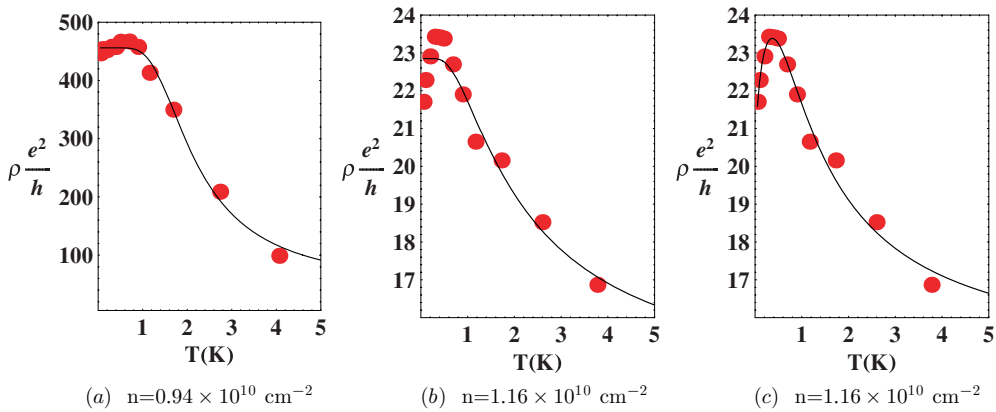 500
400
300
200
100
ρ e²/h
1 2 3 4 5
T(K)
(a) n=0.94 × 10¹⁰ cm⁻²
24
23
22
21
20
19
18
17
ρ e²/h
1 2 3 4 5
T(K)
(b) n=1.16 × 10¹⁰ cm⁻²
24
23
22
21
20
19
18
17
ρ e²/h
1 2 3 4 5
T(K)
(c) n=1.16 × 10¹⁰ cm⁻²